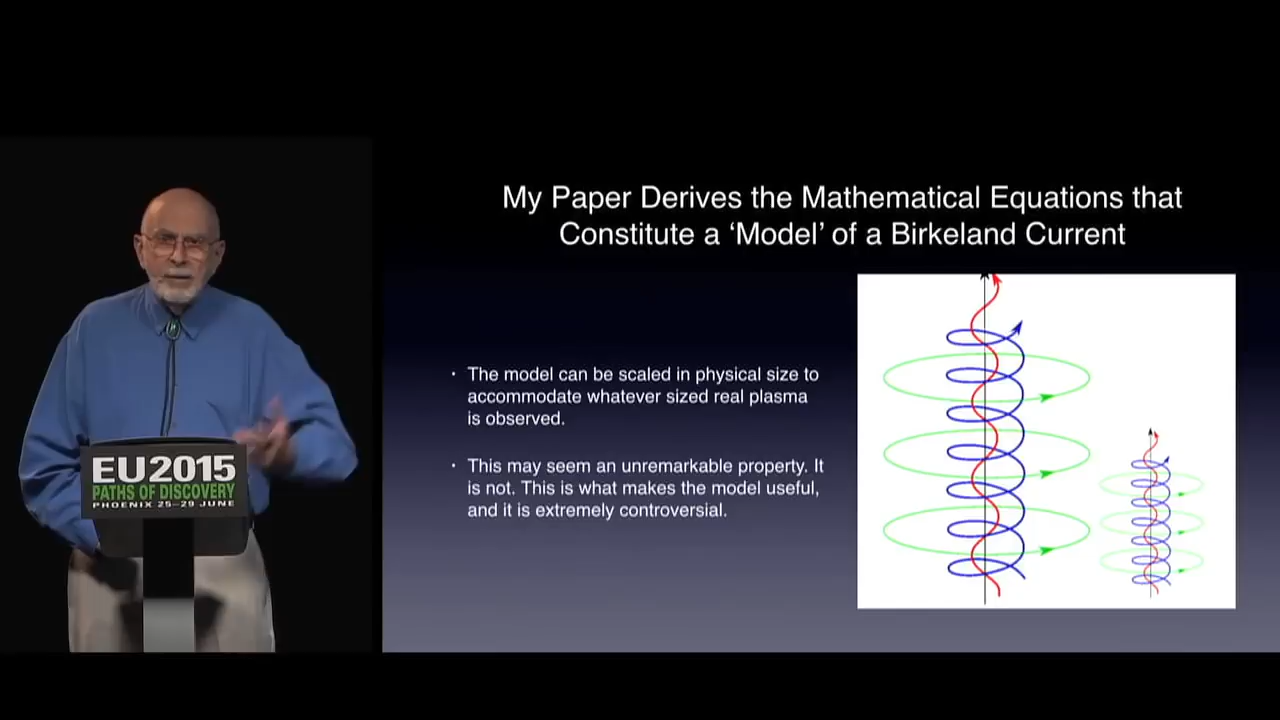 My Paper Derives the Mathematical Equations that
Constitute a ‘Model’ of a Birkeland Current
· The model can be scaled in physical size to
accommodate whatever sized real plasma
is observed.
· This may seem an unremarkable property. It
is not. This is what makes the model useful,
and it is extremely controversial.
EU2015
PATHS OF DISCOVERY
PHOENIX 25–29 JUNE